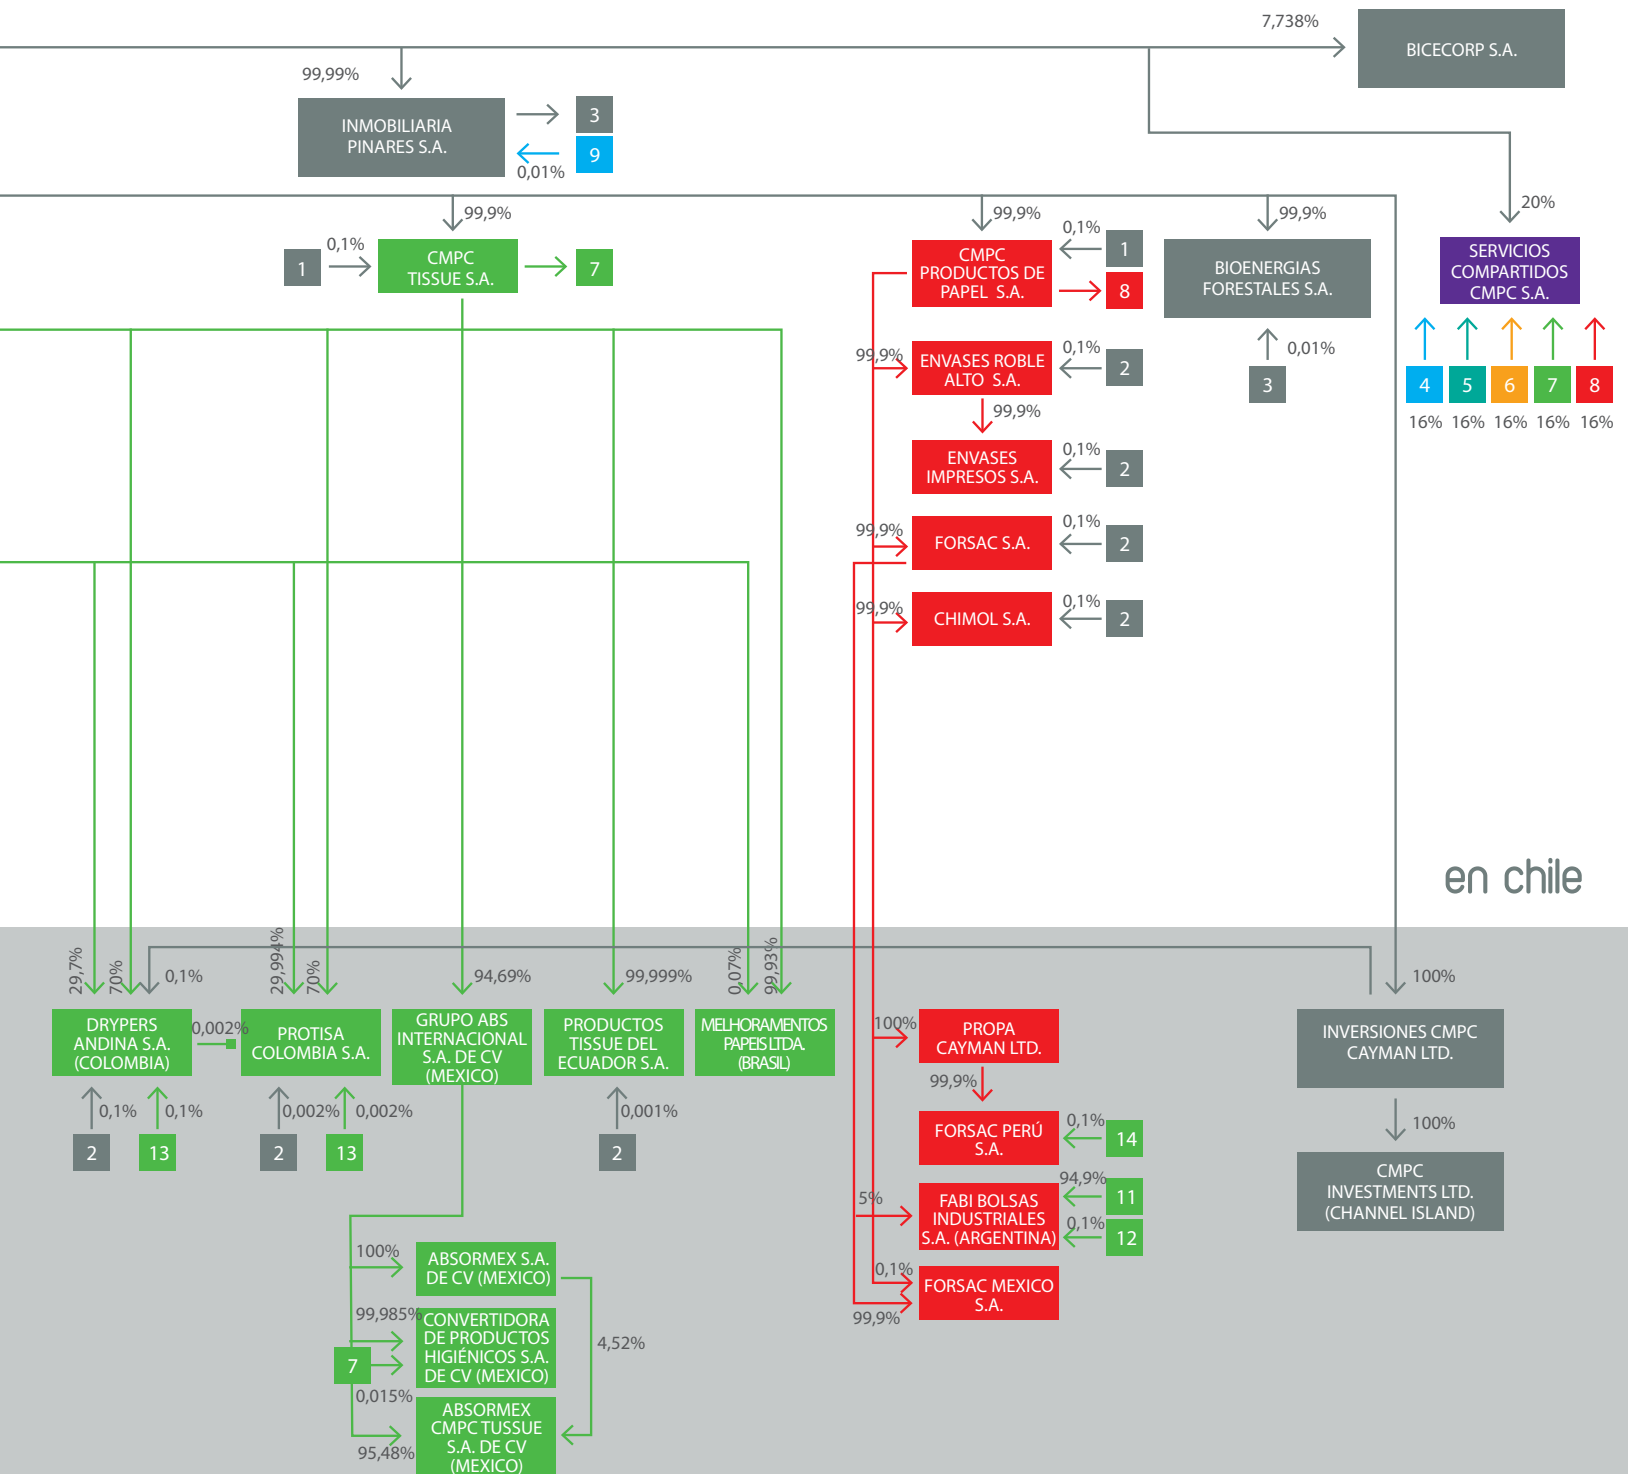 7,738%
BICECORP S.A.
99,99%
INMOBILIARIA
PINARES S.A.
3
9
0,01%
99,9%
99,9%
99,9%
20%
1
0,1%
CMPC
TISSUE S.A.
7
CMPC
PRODUCTOS DE
PAPEL S.A.
0,1%
1
8
BIOENERGIAS
FORESTALES S.A.
0,01%
3
SERVICIOS
COMPARTIDOS
CMPC S.A.
4
5
6
7
8
16%
16%
16%
16%
16%
99,9%
ENVASES ROBLE
ALTO S.A.
0,1%
2
99,9%
ENVASES
IMPRESOS S.A.
0,1%
2
99,9%
FORSAC S.A.
0,1%
2
99,9%
CHIMOL S.A.
0,1%
2
en chile
29,7%
70%
0,1%
29,994%
70%
94,69%
99,999%
0,07%
99,93%
100%
DRYPERS
ANDINA S.A.
(COLOMBIA)
0,002%
PROTISA
COLOMBIA S.A.
GRUPO ABS
INTERNACIONAL
S.A. DE CV
(MEXICO)
PRODUCTOS
TISSUE DEL
ECUADOR S.A.
MELHORAMENTOS
PAPEIS LTDA.
(BRASIL)
100%
PROPA
CAYMAN LTD.
INVERSIONES CMPC
CAYMAN LTD.
0,1%
2
0,1%
13
0,002%
2
0,002%
13
0,001%
2
99,9%
FORSAC PERÚ
S.A.
0,1%
14
100%
CMPC
INVESTMENTS LTD.
(CHANNEL ISLAND)
5%
FABI BOLSAS
INDUSTRIALES
S.A. (ARGENTINA)
94,9%
11
0,1%
12
0,1%
FORSAC MEXICO
S.A.
99,9%
100%
ABSORMEX S.A.
DE CV (MEXICO)
99,985%
CONVERTIDORA
DE PRODUCTOS
HIGIÉNICOS S.A.
DE CV (MEXICO)
7
0,015%
4,52%
ABSORMEX
CMPC TUSSUE
S.A. DE CV
(MEXICO)
95,48%